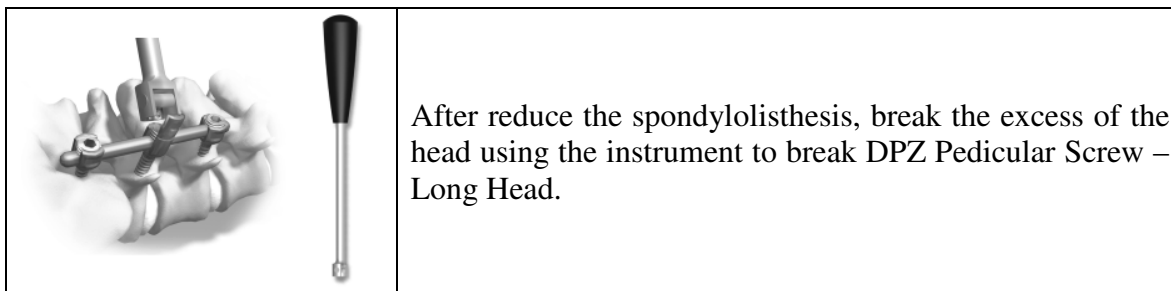 After reduce the spondylolisthesis, break the excess of the
head using the instrument to break DPZ Pedicular Screw –
Long Head.